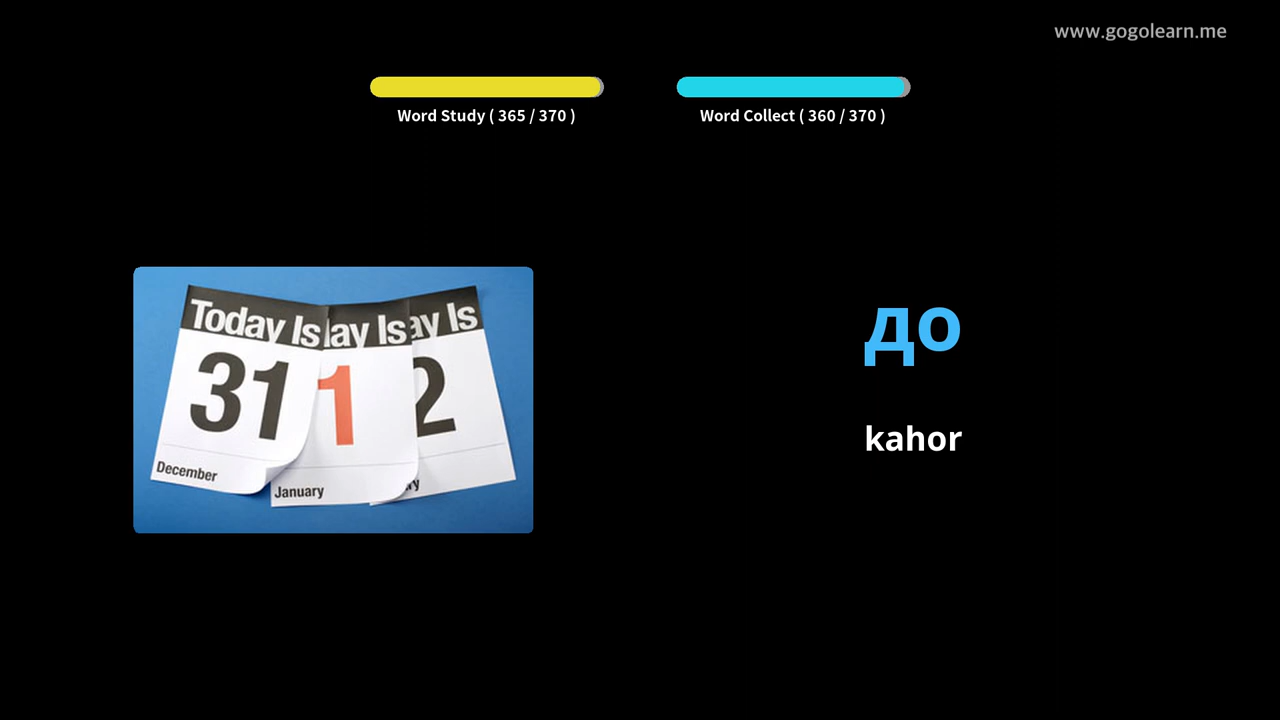 www.gogolearn.me
Word Study ( 365 / 370 )
Word Collect ( 360 / 370 )
Today Is
lay Is
ay Is
31
1
2
December
January
ry
до
kahor